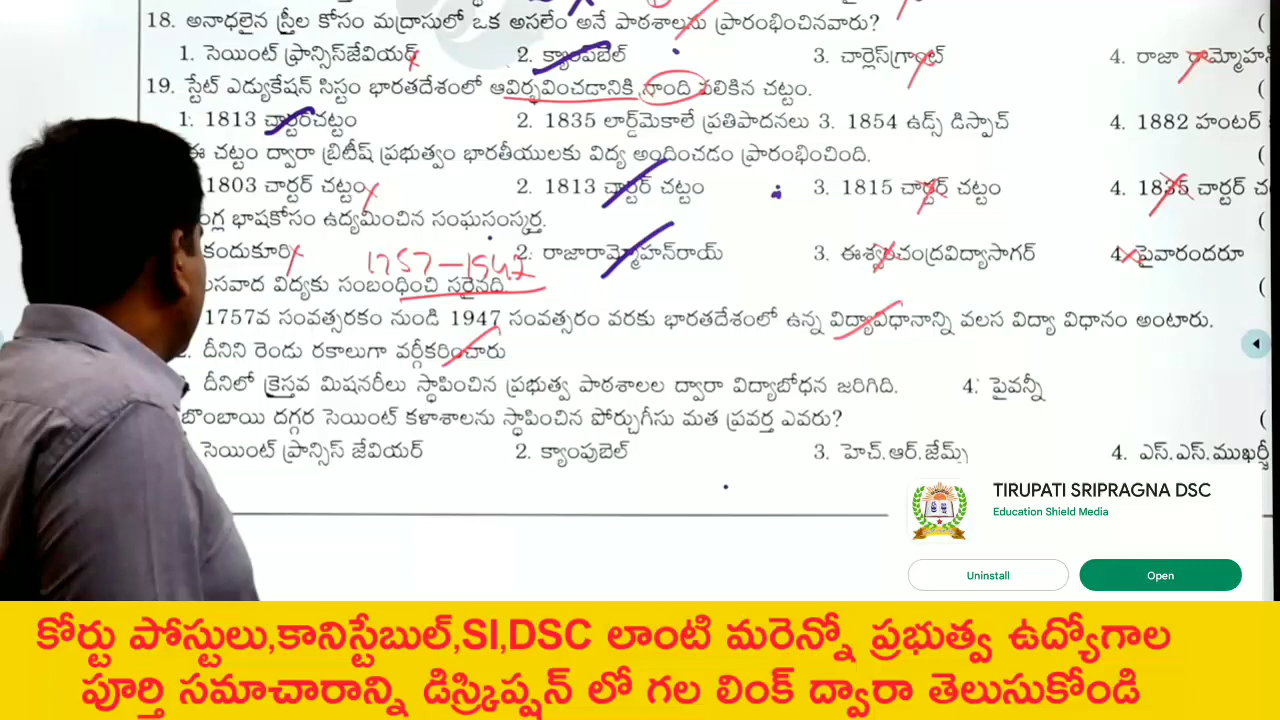 18. అనాధలైన స్త్రీల కోసం మద్రాసులో ఒక అసలేం అనే పాఠశాలను ప్రారంభించినవారు? (
1. సెయింట్ ఫ్రాన్సిస్‌జేవియర్ 2. క్యాంప్‌బెల్ 3. చార్లెస్‌గ్రాంట్ 4. రాజా రామ్మోహన్
19. స్టేట్ ఎడ్యుకేషన్ సిస్టం భారతదేశంలో ఆవిర్భవించడానికి నాంది పలికిన చట్టం. (
1. 1813 చార్టర్‌చట్టం 2. 1835 లార్డ్‌మెకాలే ప్రతిపాదనలు 3. 1854 ఉడ్స్ డిస్పాచ్ 4. 1882 హంటర్
ఈ చట్టం ద్వారా బ్రిటీష్ ప్రభుత్వం భారతీయులకు విద్య అందించడం ప్రారంభించింది. (
1803 చార్టర్ చట్టం 2. 1813 చార్టర్ చట్టం 3. 1815 చార్టర్ చట్టం 4. 1835 చార్టర్ చ
భాషకోసం ఉద్యమించిన సంఘసంస్కర్త. (
కందుకూరి 2. రాజారామ్మోహన్‌రాయ్ 3. ఈశ్వరచంద్రవిద్యాసాగర్ 4. పైవారందరూ
1757-1947
విద్యకు సంబంధించి సరైనది. (
1757వ సంవత్సరకం నుండి 1947 సంవత్సరం వరకు భారతదేశంలో ఉన్న విద్యావిధానాన్ని వలస విద్యా విధానం అంటారు.
దీనిని రెండు రకాలుగా వర్గీకరించారు
దీనిలో క్రైస్తవ మిషనరీలు స్థాపించిన ప్రభుత్వ పాఠశాలల ద్వారా విద్యాబోధన జరిగిది. 4. పైవన్నీ
బొంబాయి దగ్గర సెయింట్ కళాశాలను స్థాపించిన పోర్చుగీసు మత ప్రవర్త ఎవరు? (
సెయింట్ ఫ్రాన్సిస్ జేవియర్ 2. క్యాంపుబెల్ 3. హెచ్.ఆర్.జేమ్స్ 4. ఎస్.ఎస్.ముఖర్జీ
TIRUPATI SRIPRAGNA DSC
Education Shield Media
Uninstall Open
కోర్టు పోస్టులు,కానిస్టేబుల్,SI,DSC లాంటి మరెన్నో ప్రభుత్వ ఉద్యోగాల
పూర్తి సమాచారాన్ని డిస్క్రిప్షన్ లో గల లింక్ ద్వారా తెలుసుకోండి